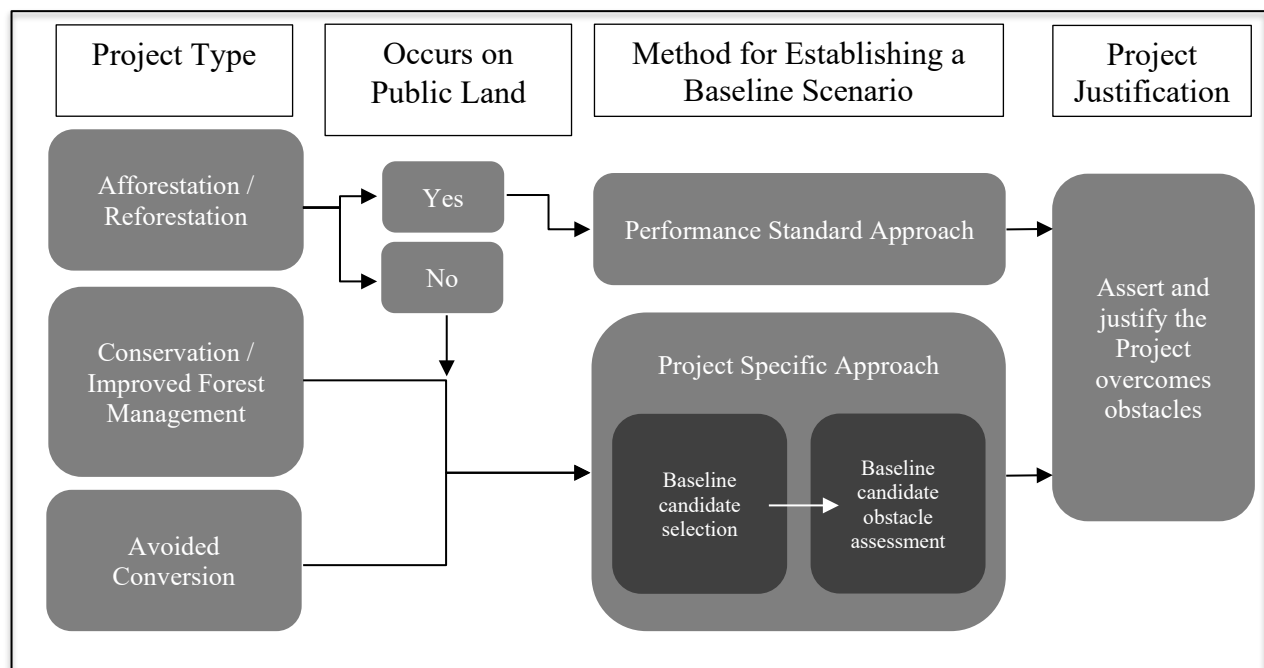 Project Type
Occurs on
Public Land
Method for Establishing a
Baseline Scenario
Project
Justification
Afforestation /
Reforestation
Yes
No
Performance Standard Approach
Conservation /
Improved Forest
Management
Project Specific Approach
Baseline
candidate
selection
Baseline
candidate
obstacle
assessment
Avoided
Conversion
Assert and
justify the
Project
overcomes
obstacles